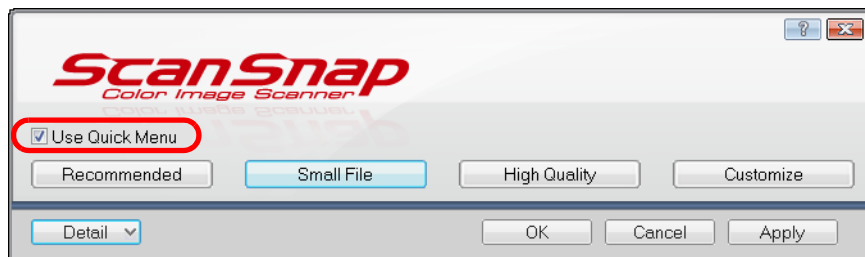 ScanSnap
Color Image Scanner
Use Quick Menu
Recommended Small File High Quality Customize
Detail OK Cancel Apply